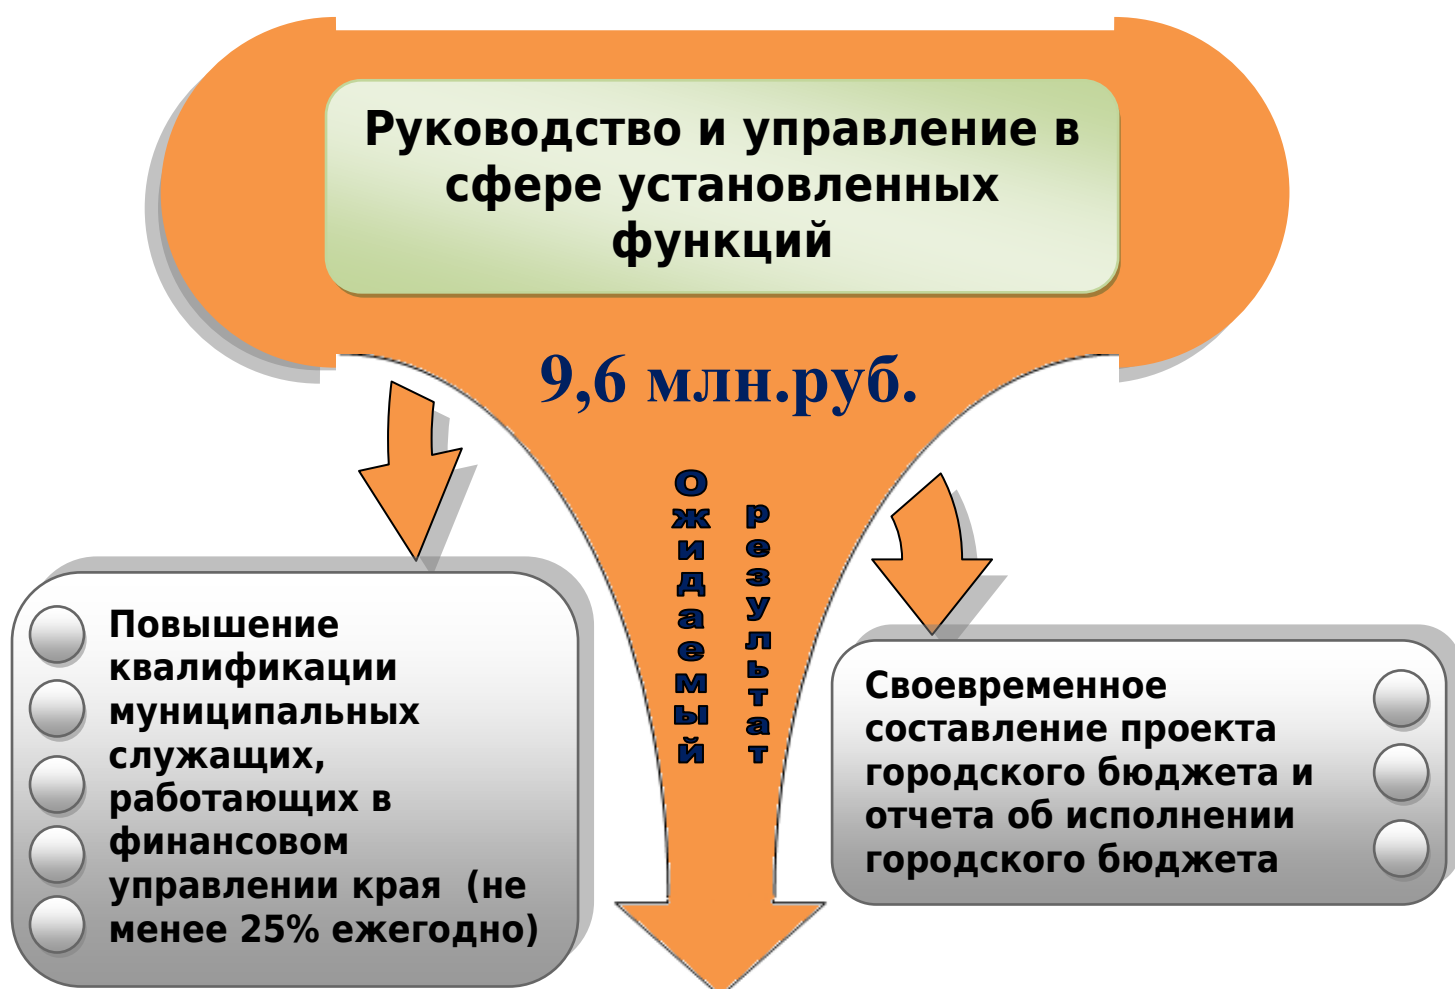 Руководство и управление в
сфере установленных
функций
9,6 млн.руб.
Ожидаемый
результат
Повышение
квалификации
муниципальных
служащих,
работающих в
финансовом
управлении края (не
менее 25% ежегодно)
Своевременное
составление проекта
городского бюджета и
отчета об исполнении
городского бюджета